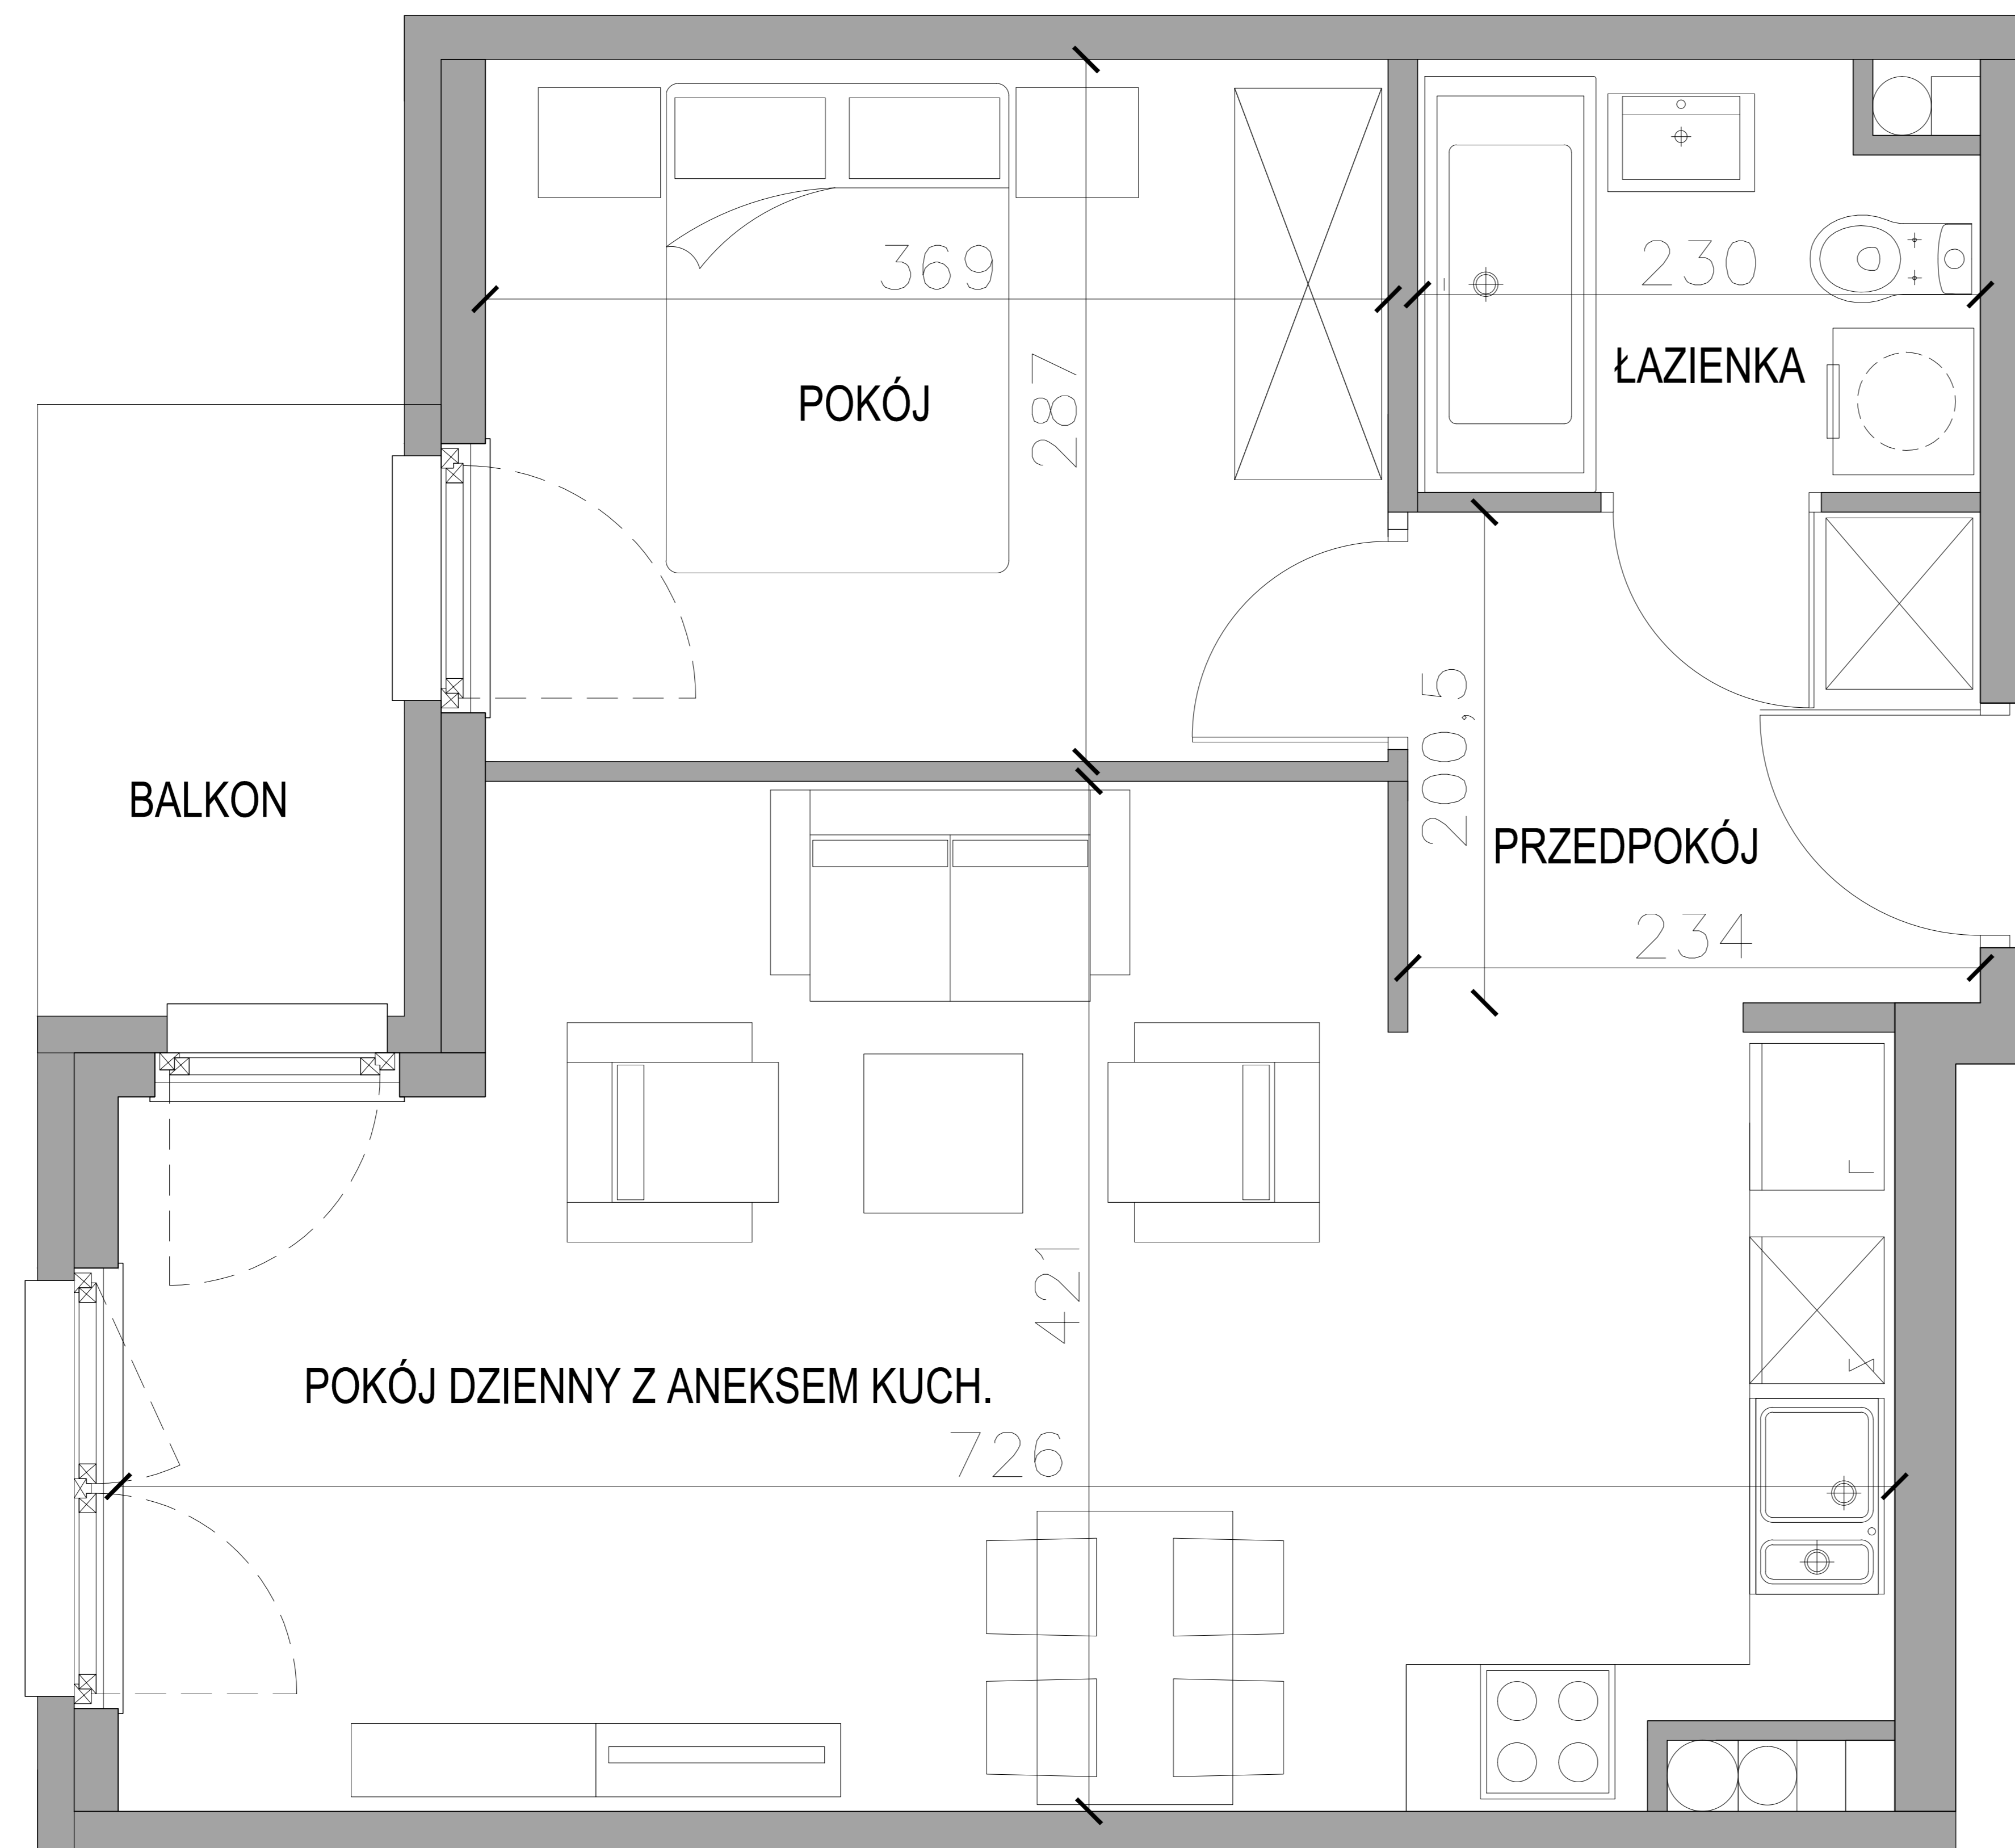 369
230
ŁAZIENKA
POKÓJ
287
BALKON
200,5
PRZEDPOKÓJ
234
L
421
Z
POKÓJ DZIENNY Z ANEKSEM KUCH.
726